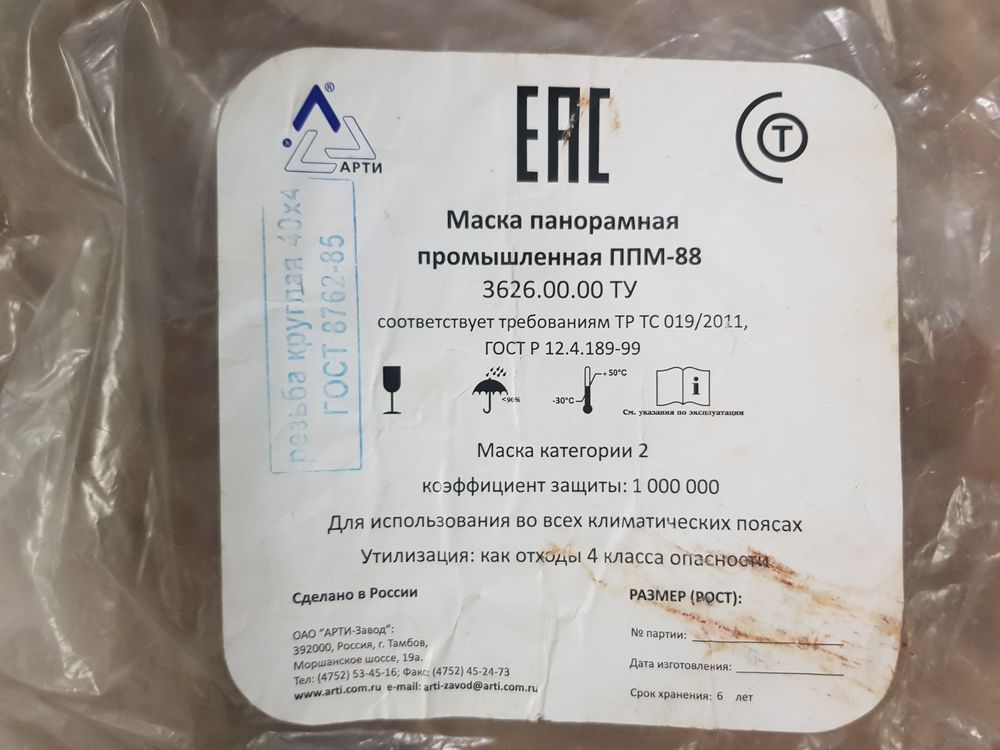 ®
АРТИ
ЕАС
Т
резьба круглая 40х4
ГОСТ 8762-85
Маска панорамная
промышленная ППМ-88
3626.00.00 ТУ
соответствует требованиям ТР ТС 019/2011,
ГОСТ Р 12.4.189-99
<90%
-30°C
+50°C
i
См. указания по эксплуатации
Маска категории 2
коэффициент защиты: 1 000 000
Для использования во всех климатических поясах
Утилизация: как отходы 4 класса опасности
Сделано в России
ОАО "АРТИ-Завод":
392000, Россия, г. Тамбов,
Моршанское шоссе, 19а.
Тел: (4752) 53-45-16; Факс: (4752) 45-24-73
www.arti.com.ru e-mail: arti-zavod@arti.com.ru
РАЗМЕР (РОСТ):
№ партии:
Дата изготовления:
Срок хранения: 6 лет